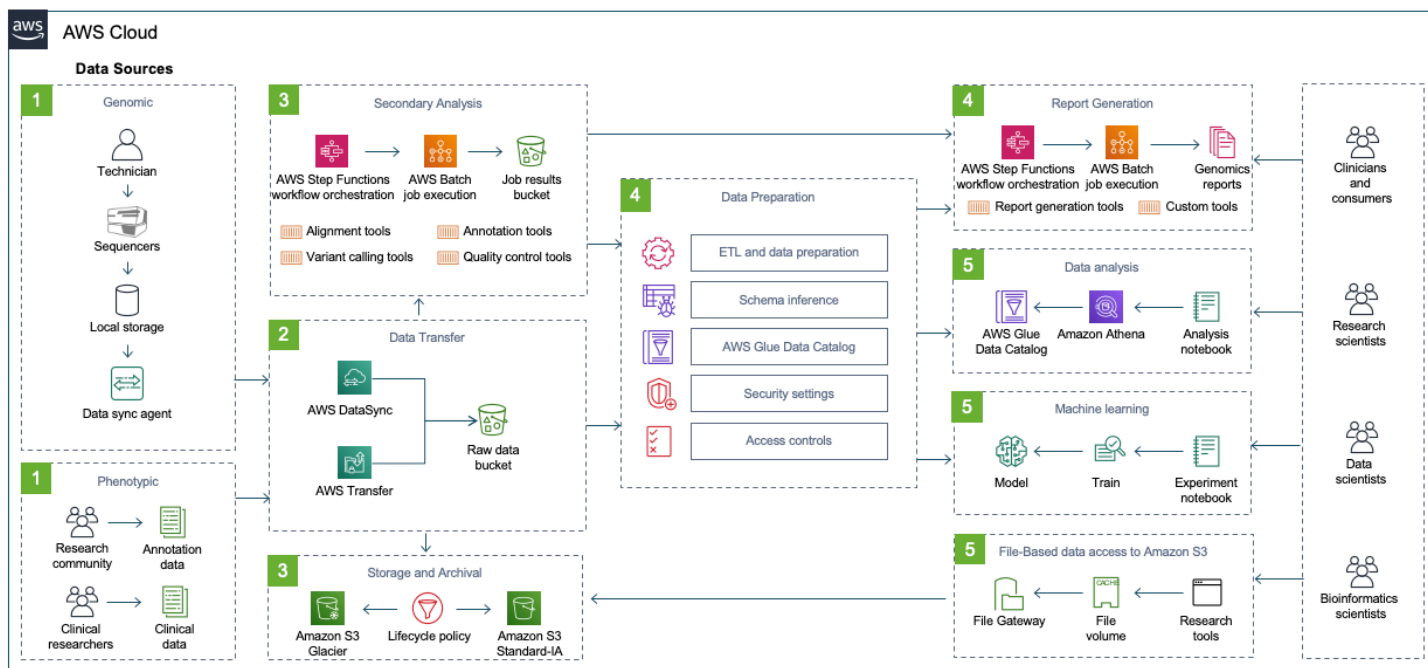 aws
AWS Cloud
Data Sources
1
Genomic
Technician
Sequencers
Local storage
Data sync agent
1
Phenotypic
Research
community
Annotation
data
Clinical
researchers
Clinical
data
3
Secondary Analysis
AWS Step Functions
workflow orchestration
AWS Batch
job execution
Job results
bucket
Alignment tools
Annotation tools
Variant calling tools
Quality control tools
2
Data Transfer
AWS DataSync
AWS Transfer
Raw data
bucket
3
Storage and Archival
Amazon S3
Glacier
Lifecycle policy
Amazon S3
Standard-IA
4
Data Preparation
ETL and data preparation
Schema inference
AWS Glue Data Catalog
Security settings
Access controls
4
Report Generation
AWS Step Functions
workflow orchestration
AWS Batch
job execution
Genomics
reports
Report generation tools
Custom tools
5
Data analysis
AWS Glue
Data Catalog
Amazon Athena
Analysis
notebook
5
Machine learning
Model
Train
Experiment
notebook
5
File-Based data access to Amazon S3
File Gateway
CACHE
File
volume
Research
tools
Clinicians
and
consumers
Research
scientists
Data
scientists
Bioinformatics
scientists